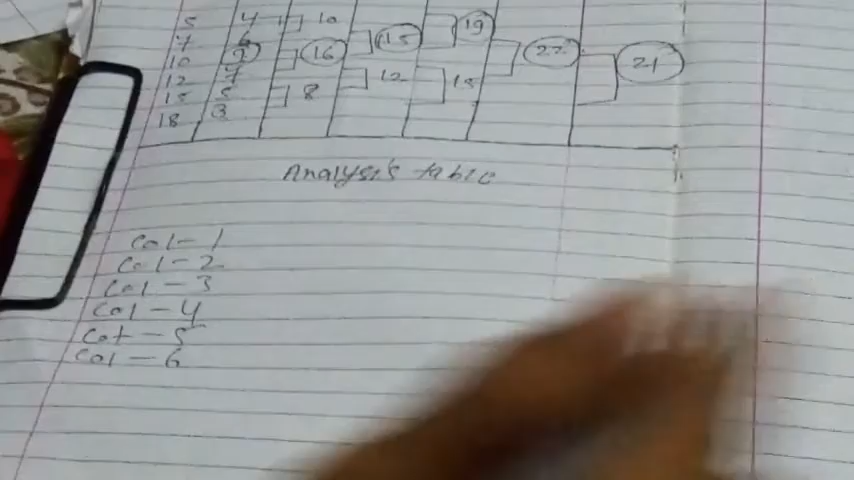 5 4 10 19
7 6 15
10 9 16 22 21
12 7 12 15
15 5 8
18 3
Analysis table
Col - 1
Col - 2
Col - 3
Col - 4
Col - 5
Col - 6